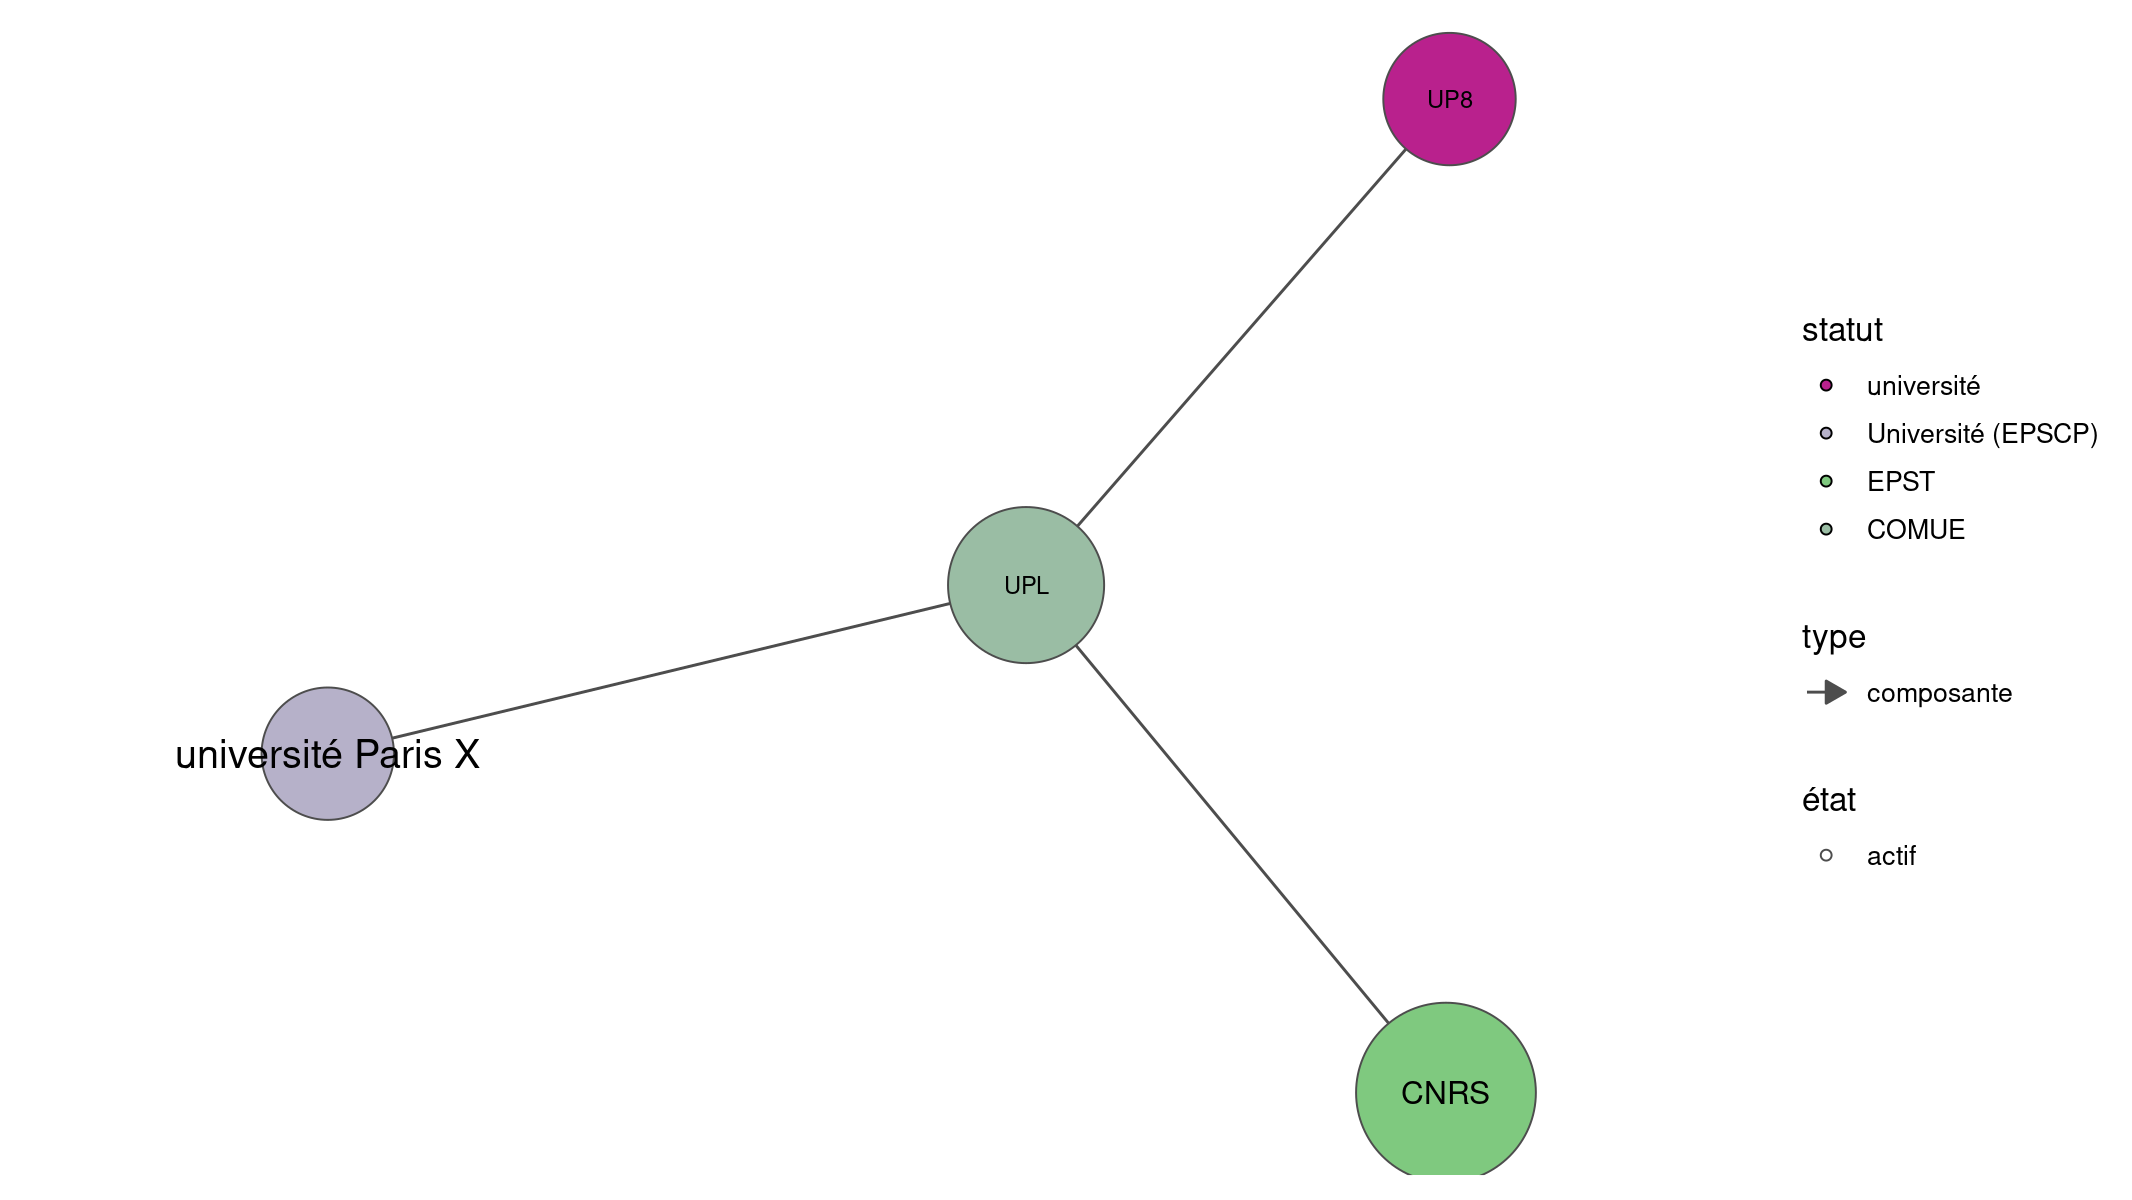 UP8
UPL
université Paris X
CNRS
statut
université
Université (EPSCP)
EPST
COMUE
type
composante
état
actif